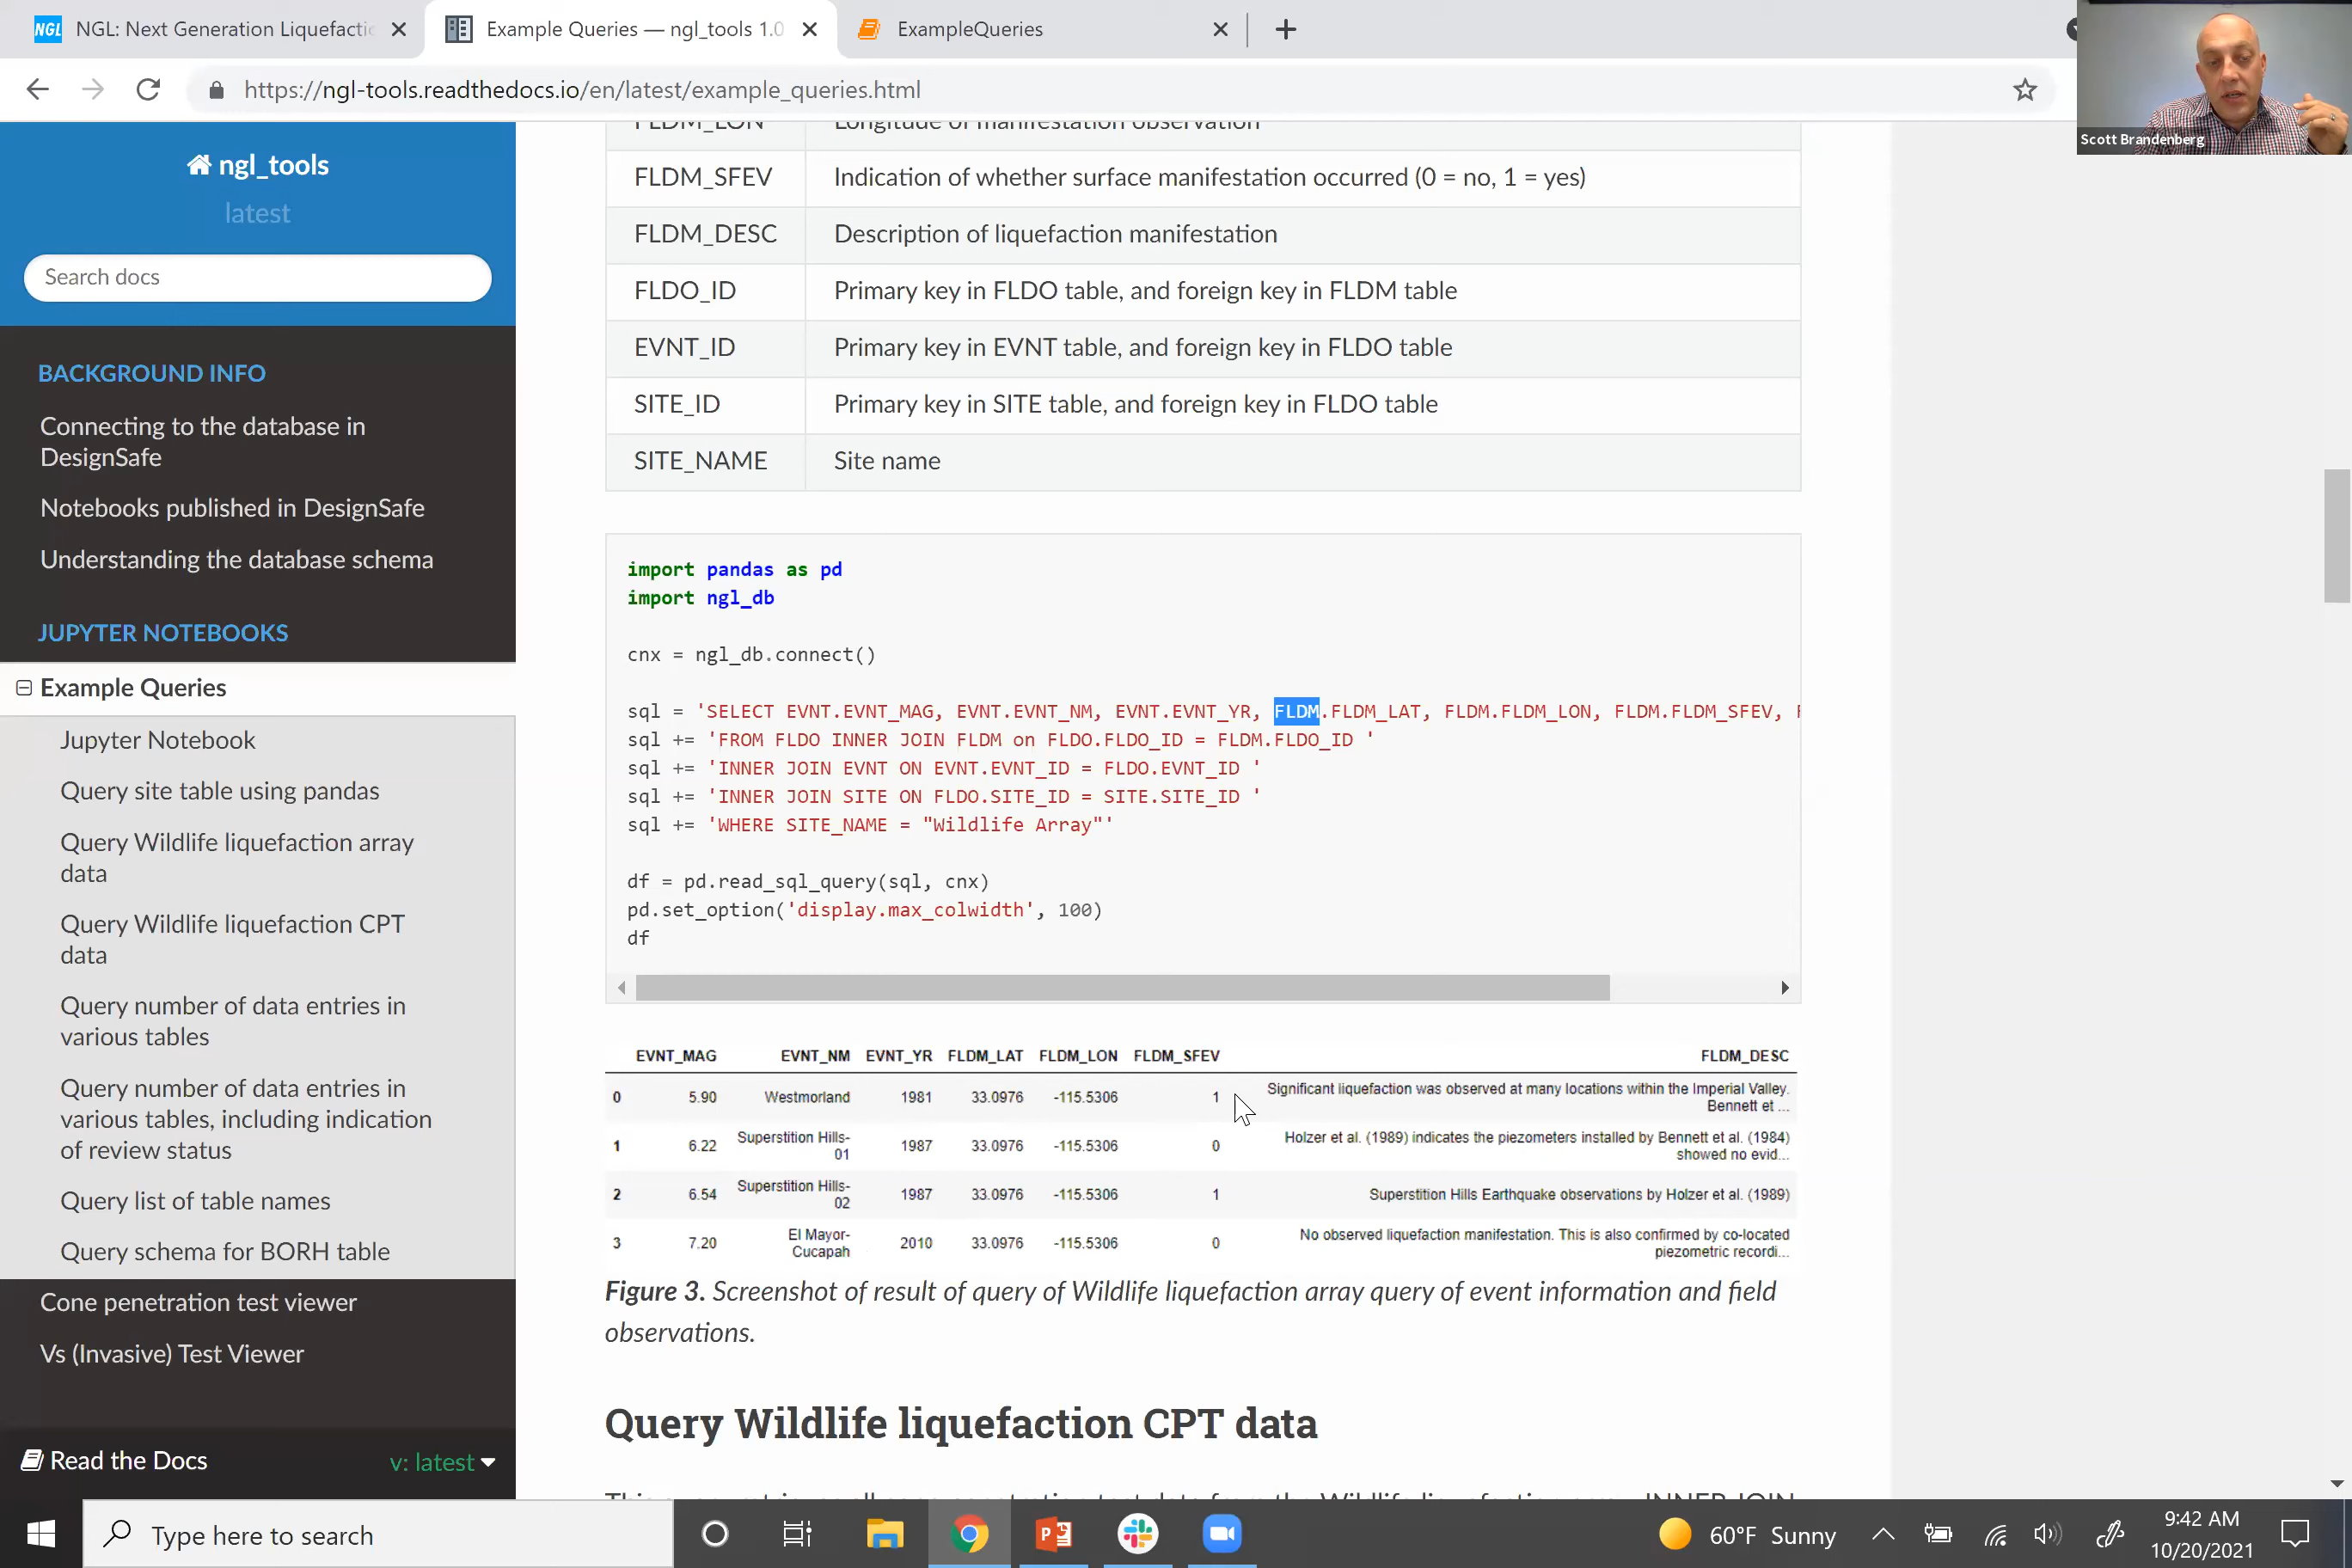 NGL NGL: Next Generation Liquefactic
Example Queries — ngl_tools 1.0
ExampleQueries
https://ngl-tools.readthedocs.io/en/latest/example_queries.html
Scott Brandenberg
ngl_tools
latest
Search docs
BACKGROUND INFO
Connecting to the database in
DesignSafe
Notebooks published in DesignSafe
Understanding the database schema
JUPYTER NOTEBOOKS
Example Queries
Jupyter Notebook
Query site table using pandas
Query Wildlife liquefaction array
data
Query Wildlife liquefaction CPT
data
Query number of data entries in
various tables
Query number of data entries in
various tables, including indication
of review status
Query list of table names
Query schema for BORH table
Cone penetration test viewer
Vs (Invasive) Test Viewer
Read the Docs v: latest
FLDM_LON Longitude of manifestation observation
FLDM_SFEV Indication of whether surface manifestation occurred (0 = no, 1 = yes)
FLDM_DESC Description of liquefaction manifestation
FLDO_ID Primary key in FLDO table, and foreign key in FLDM table
EVNT_ID Primary key in EVNT table, and foreign key in FLDO table
SITE_ID Primary key in SITE table, and foreign key in FLDO table
SITE_NAME Site name
import pandas as pd
import ngl_db
cnx = ngl_db.connect()
sql = 'SELECT EVNT.EVNT_MAG, EVNT.EVNT_NM, EVNT.EVNT_YR, FLDM.FLDM_LAT, FLDM.FLDM_LON, FLDM.FLDM_SFEV,
sql += 'FROM FLDO INNER JOIN FLDM on FLDO.FLDO_ID = FLDM.FLDO_ID '
sql += 'INNER JOIN EVNT ON EVNT.EVNT_ID = FLDO.EVNT_ID '
sql += 'INNER JOIN SITE ON FLDO.SITE_ID = SITE.SITE_ID '
sql += 'WHERE SITE_NAME = "Wildlife Array"'
df = pd.read_sql_query(sql, cnx)
pd.set_option('display.max_colwidth', 100)
df
EVNT_MAG EVNT_NM EVNT_YR FLDM_LAT FLDM_LON FLDM_SFEV FLDM_DESC
0 5.90 Westmorland 1981 33.0976 -115.5306 1 Significant liquefaction was observed at many locations within the Imperial Valley.
Bennett et ...
1 6.22 Superstition Hills- 1987 33.0976 -115.5306 0 Holzer et al. (1989) indicates the piezometers installed by Bennett et al. (1984)
01 showed no evid...
2 6.54 Superstition Hills- 1987 33.0976 -115.5306 1 Superstition Hills Earthquake observations by Holzer et al. (1989)
02
3 7.20 El Mayor- 2010 33.0976 -115.5306 0 No observed liquefaction manifestation. This is also confirmed by co-located
Cucapah piezometric recordi...
Figure 3. Screenshot of result of query of Wildlife liquefaction array query of event information and field
observations.
Query Wildlife liquefaction CPT data
Type here to search
60°F Sunny
9:42 AM
10/20/2021